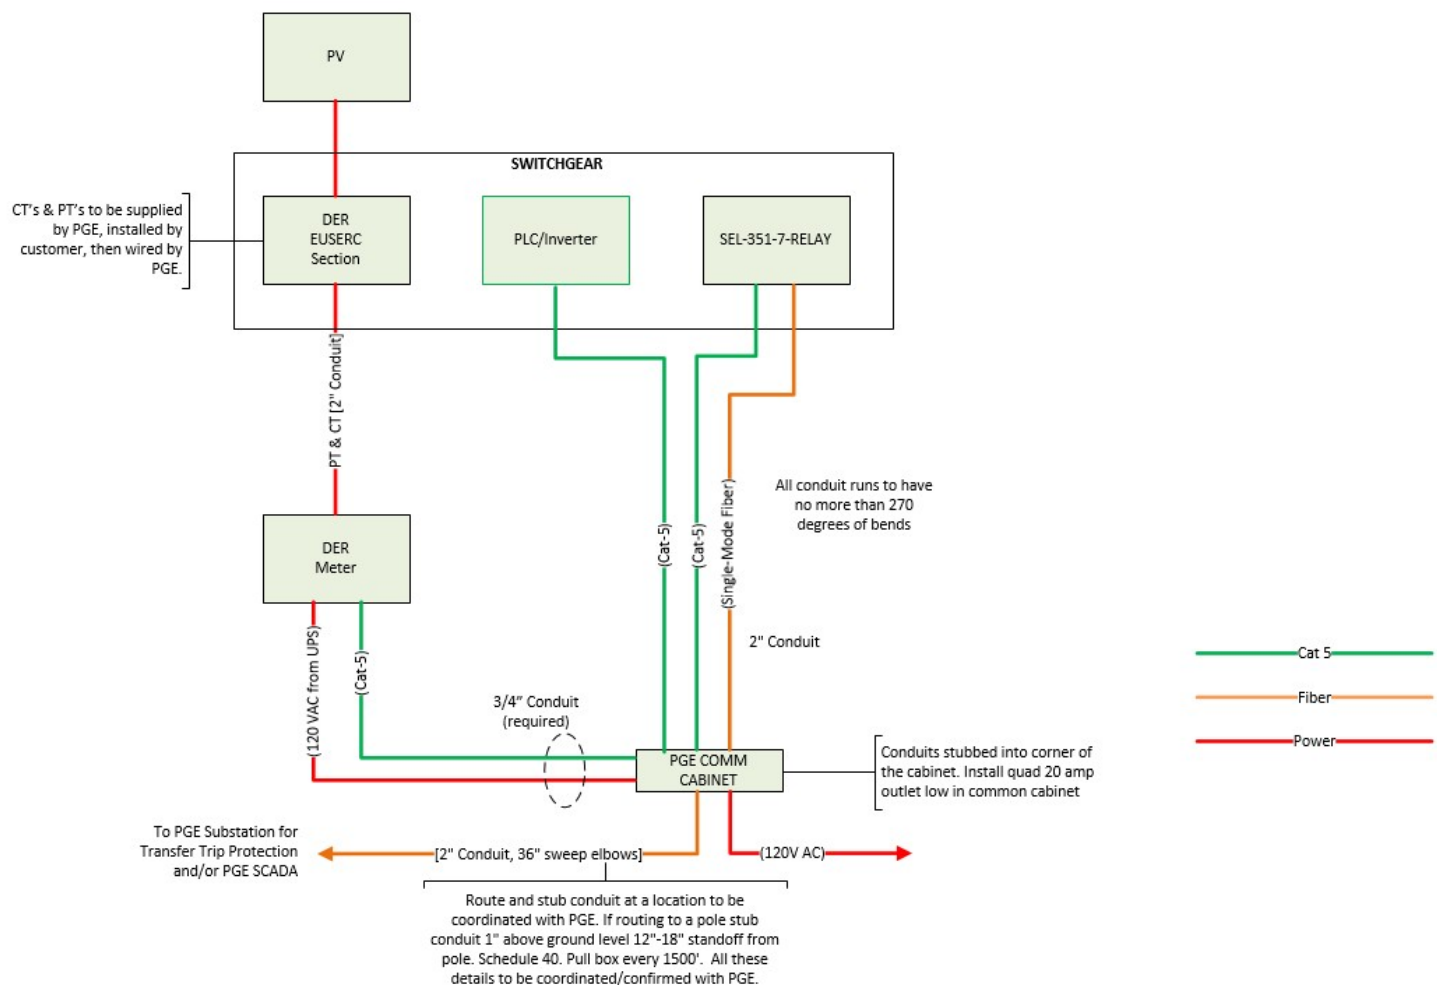 PV
SWITCHGEAR
CT's & PT's to be supplied
by PGE, installed by
customer, then wired by
PGE.
DER
EUSERC
Section
PLC/Inverter
SEL-351-7-RELAY
PT & CT [2" Conduit]
All conduit runs to have
no more than 270
degrees of bends
(Cat-5)
(Cat-5)
(Single-Mode Fiber)
DER
Meter
2" Conduit
(120 VAC from UPS)
(Cat-5)
3/4" Conduit
(required)
Cat 5
Fiber
Power
PGE COMM
CABINET
Conduits stubbed into corner of
the cabinet. Install quad 20 amp
outlet low in common cabinet
To PGE Substation for
Transfer Trip Protection
and/or PGE SCADA
[2" Conduit, 36" sweep elbows]
(120V AC)
Route and stub conduit at a location to be
coordinated with PGE. If routing to a pole stub
conduit 1" above ground level 12"-18" standoff from
pole. Schedule 40. Pull box every 1500'. All these
details to be coordinated/confirmed with PGE.